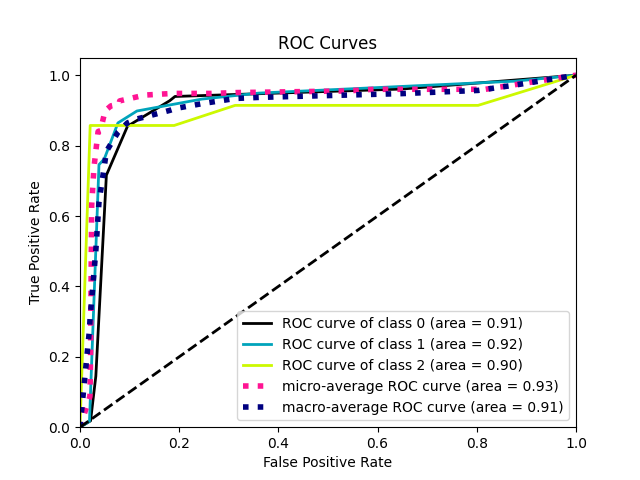 ROC Curves
True Positive Rate
1.0
0.8
0.6
0.4
0.2
0.0
ROC curve of class 0 (area = 0.91)
ROC curve of class 1 (area = 0.92)
ROC curve of class 2 (area = 0.90)
micro-average ROC curve (area = 0.93)
macro-average ROC curve (area = 0.91)
0.0 0.2 0.4 0.6 0.8 1.0
False Positive Rate